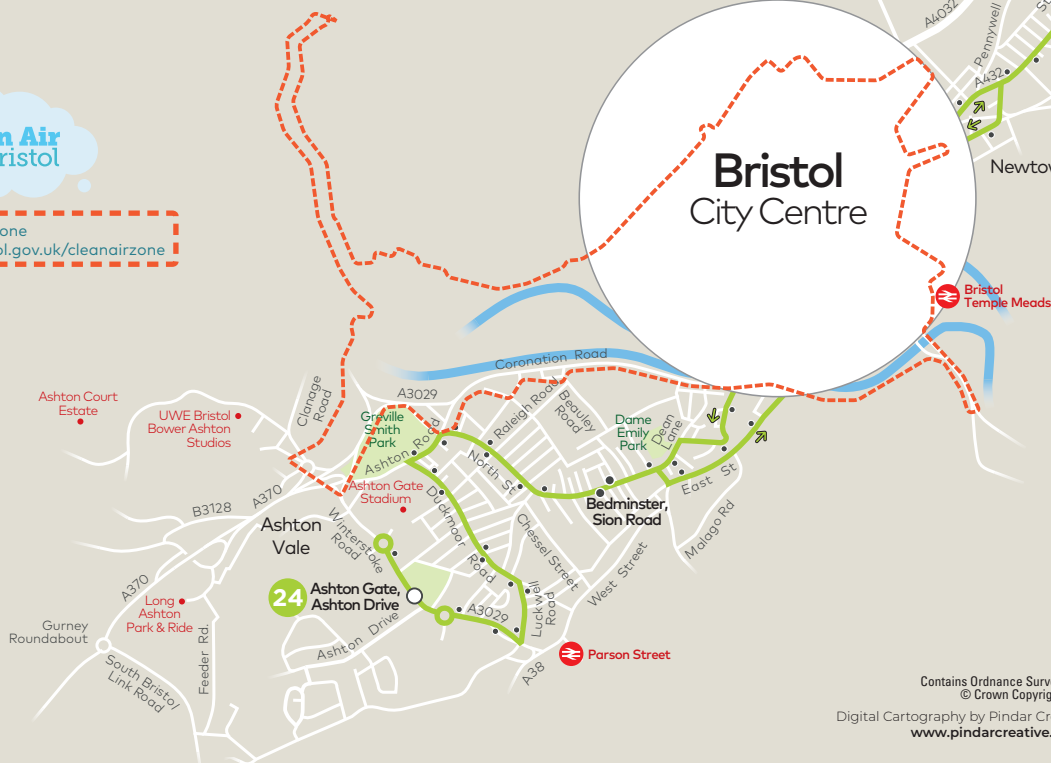 A4032
Pennywell
A432
n Air
ristol
one
ol.gov.uk/cleanairzone
Bristol
City Centre
Newtow
Bristol
Temple Meads
Coronation Road
Ashton Court
Estate
UWE Bristol
Bower Ashton
Studios
Clanage
Road
A3029
Greville
Smith
Park
Ashton Road
Raleigh Road
Beauley
Road
Dame
Emily
Park
Dean
Lane
North St
East St
Ashton Gate
Stadium
Bedminster,
Sion Road
Malago Rd
B3128
A370
Ashton
Vale
Winterstoke
Road
Duckmoor Road
Chessel Street
West Street
A370
24
Ashton Gate,
Ashton Drive
Long
Ashton
Park & Ride
A3029
Luckwell
Road
Gurney
Roundabout
Ashton Drive
Feeder Rd.
South Bristol
Link Road
Parson Street
A38
Contains Ordnance Surve
© Crown Copyrig
Digital Cartography by Pindar Cr
www.pindarcreative.